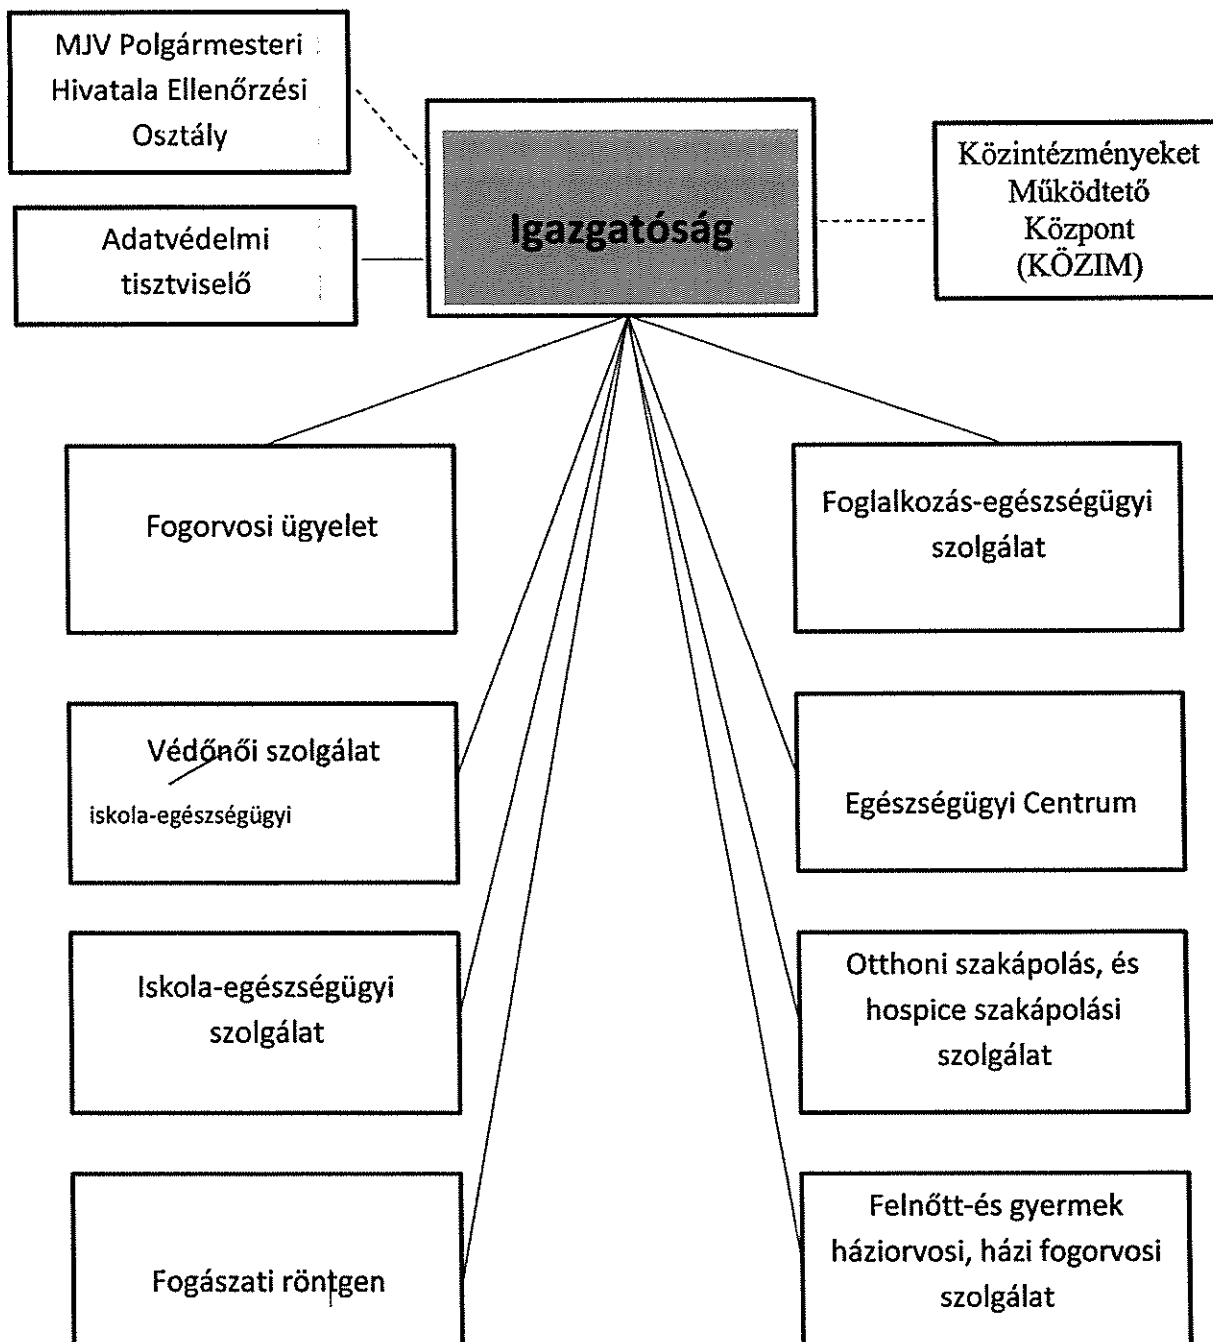 MJV Polgármesteri
Hivatala Ellenőrzési
Osztály
Adatvédelmi
tisztviselő
Igazgatóság
Közintézményeket
Működtető
Központ
(KÖZIM)
Fogorvosi ügyelet
Foglalkozás-egészségügyi
szolgálat
Védőnői szolgálat
iskola-egészségügyi
Egészségügyi Centrum
Iskola-egészségügyi
szolgálat
Otthoni szakápolás, és
hospice szakápolási
szolgálat
Fogászati röntgen
Felnőtt-és gyermek
háziorvosi, házi fogorvosi
szolgálat